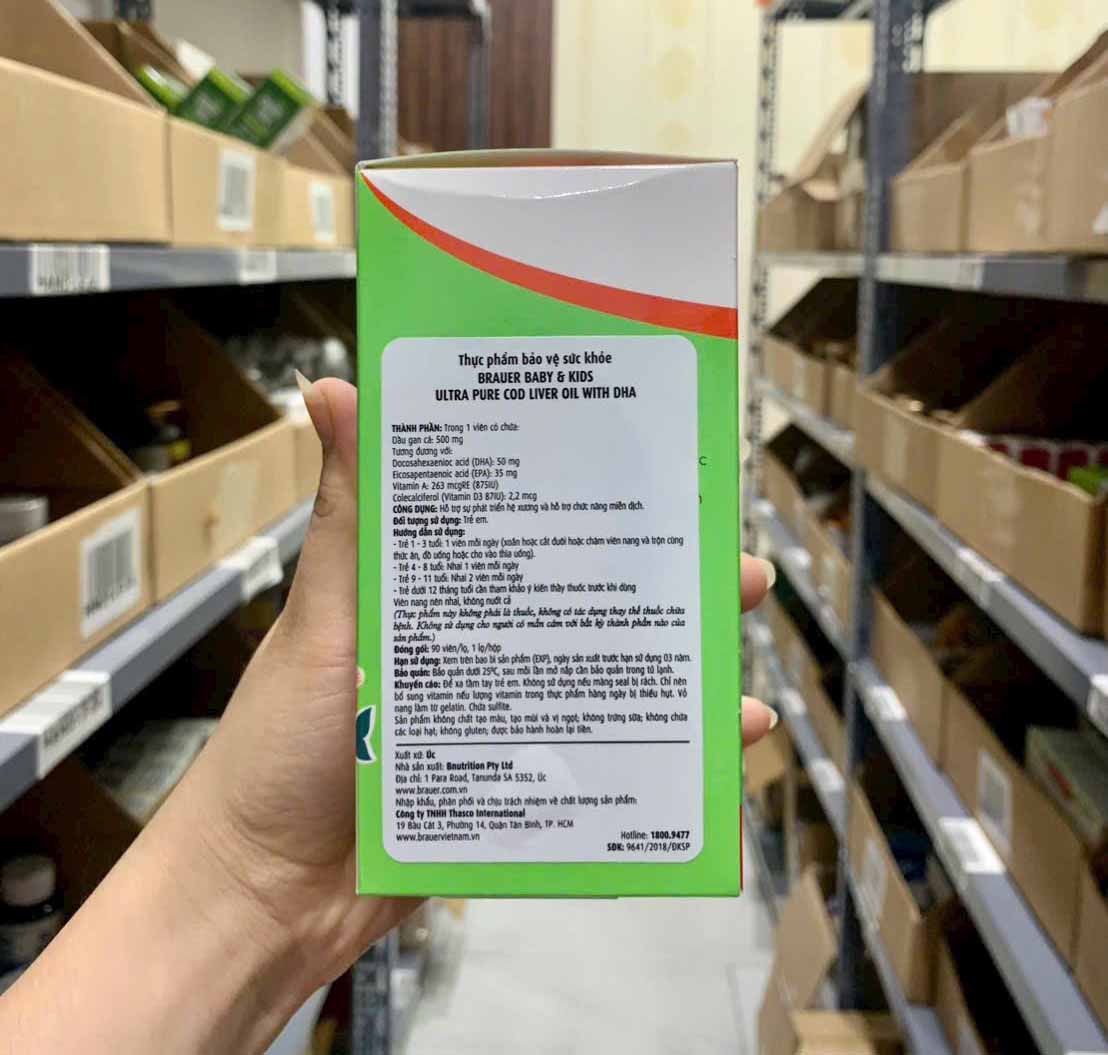 Thực phẩm bảo vệ sức khỏe
BRAUER BABY & KIDS
ULTRA PURE COD LIVER OIL WITH DHA
THÀNH PHẦN: Trong 1 viên có chứa:
Dầu gan cá: 500 mg
Tương đương với:
Docosahexaenioc acid (DHA): 50 mg
Eicosapentaenoic acid (EPA): 35 mg
Vitamin A: 263 mcgRE (875IU)
Colecalciferol (Vitamin D3 87IU): 2,2 mcg
CÔNG DỤNG: Hỗ trợ sự phát triển hệ xương và hỗ trợ chức năng miễn dịch.
Đối tượng sử dụng: Trẻ em.
Hướng dẫn sử dụng:
- Trẻ 1 - 3 tuổi: 1 viên mỗi ngày (xoắn hoặc cắt đuôi hoặc châm viên nang và trộn cùng
thức ăn, đồ uống hoặc cho vào thìa uống).
- Trẻ 4 - 8 tuổi: Nhai 1 viên mỗi ngày
- Trẻ 9 - 11 tuổi: Nhai 2 viên mỗi ngày
- Trẻ dưới 12 tháng tuổi cần tham khảo ý kiến thầy thuốc trước khi dùng
Viên nang nên nhai, không nuốt cả
(Thực phẩm này không phải là thuốc, không có tác dụng thay thế thuốc chữa
bệnh. Không sử dụng cho người có mẫn cảm với bất kỳ thành phần nào của
sản phẩm.)
Đóng gói: 90 viên/lọ, 1 lọ/hộp
Hạn sử dụng: Xem trên bao bì sản phẩm (EXP), ngày sản xuất trước hạn sử dụng 03 năm.
Bảo quản: Bảo quản dưới 25ºC, sau mỗi lần mở nắp cần bảo quản trong tủ lạnh.
Khuyến cáo: Để xa tầm tay trẻ em. Không sử dụng nếu màng seal bị rách. Chỉ nên
bổ sung vitamin nếu lượng vitamin trong thực phẩm hàng ngày bị thiếu hụt. Vỏ
nang làm từ gelatin. Chứa sulfite.
Sản phẩm không chất tạo màu, tạo mùi và vị ngọt; không trứng sữa; không chứa
các loại hạt; không gluten; được bảo hành hoàn lại tiền.
Xuất xứ: Úc
Nhà sản xuất: Bnutrition Pty Ltd
Địa chỉ: 1 Para Road, Tanunda SA 5352, Úc
www.brauer.com.vn
Nhập khẩu, phân phối và chịu trách nhiệm về chất lượng sản phẩm:
Công ty TNHH Thasco International
19 Bàu Cát 3, Phường 14, Quận Tân Bình, TP. HCM
www.brauervietnam.vn
Hotline: 1800.9477
SĐK: 9641/2018/ĐKSP